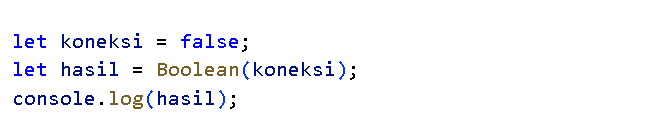 let koneksi = false;
let hasil = Boolean(koneksi);
console.log(hasil);